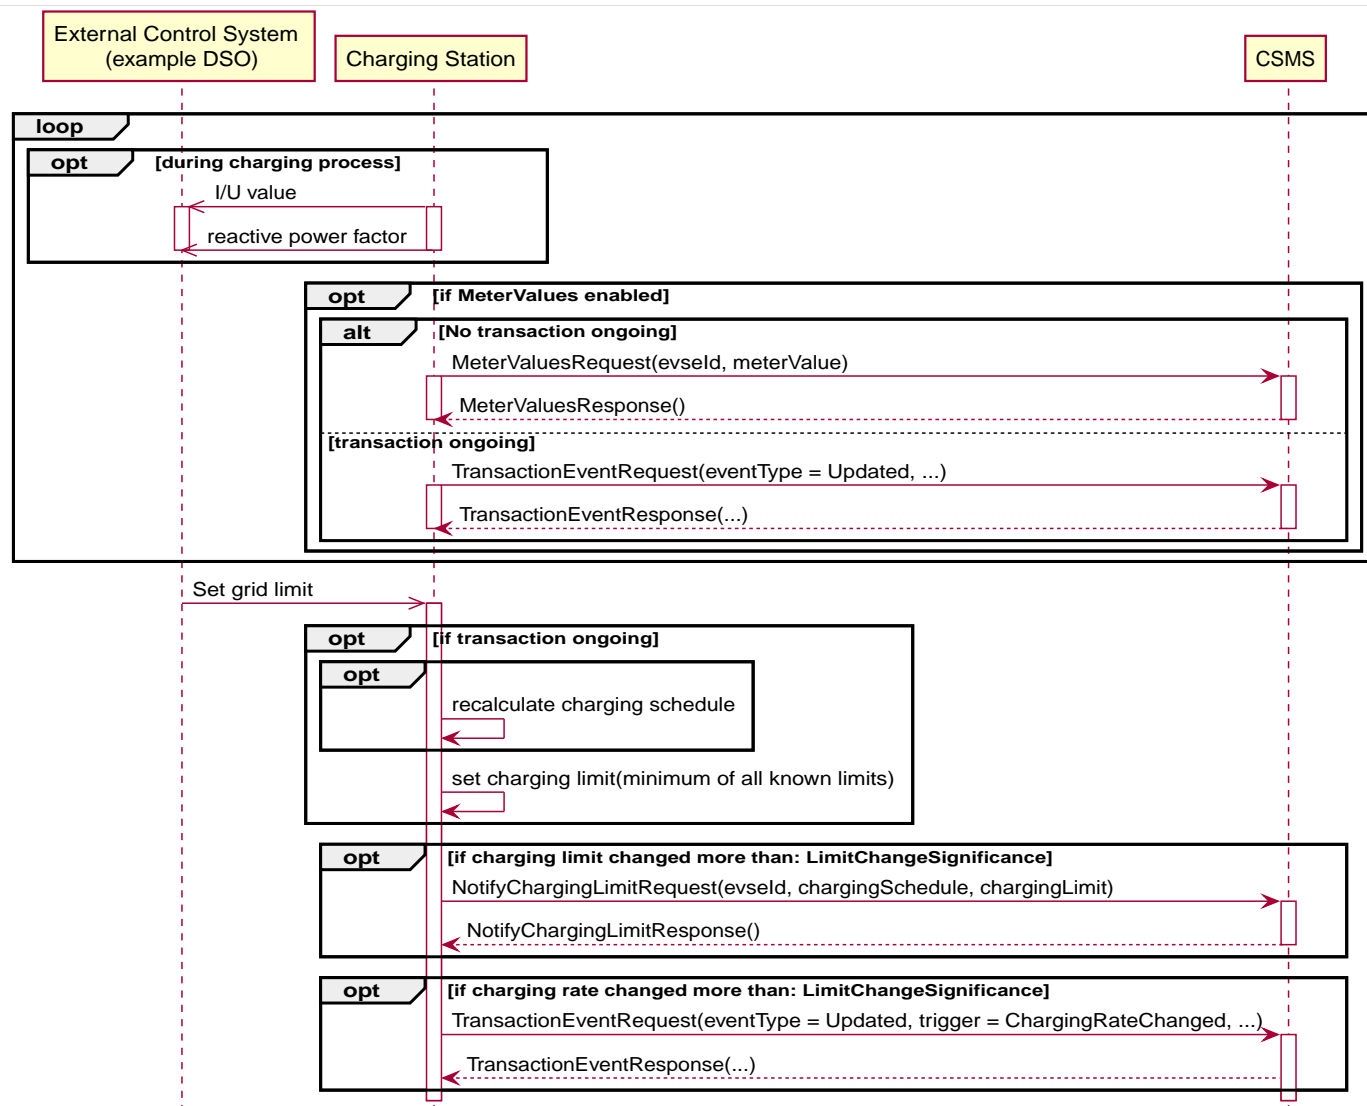 External Control System
(example DSO)
Charging Station
CSMS
loop
opt
[during charging process]
I/U value
reactive power factor
opt
[if MeterValues enabled]
alt
[No transaction ongoing]
MeterValuesRequest(evseId, meterValue)
MeterValuesResponse()
[transaction ongoing]
TransactionEventRequest(eventType = Updated, ...)
TransactionEventResponse(...)
Set grid limit
opt
[if transaction ongoing]
opt
recalculate charging schedule
set charging limit(minimum of all known limits)
opt
[if charging limit changed more than: LimitChangeSignificance]
NotifyChargingLimitRequest(evseId, chargingSchedule, chargingLimit)
NotifyChargingLimitResponse()
opt
[if charging rate changed more than: LimitChangeSignificance]
TransactionEventRequest(eventType = Updated, trigger = ChargingRateChanged, ...)
TransactionEventResponse(...)